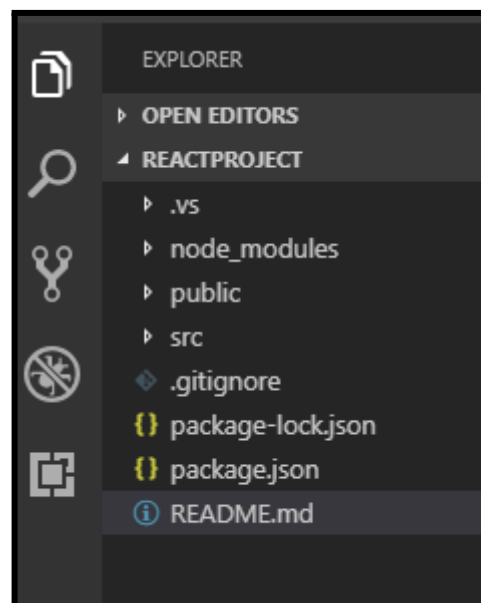 EXPLORER
OPEN EDITORS
REACTPROJECT
.vs
node_modules
public
src
.gitignore
package-lock.json
package.json
README.md